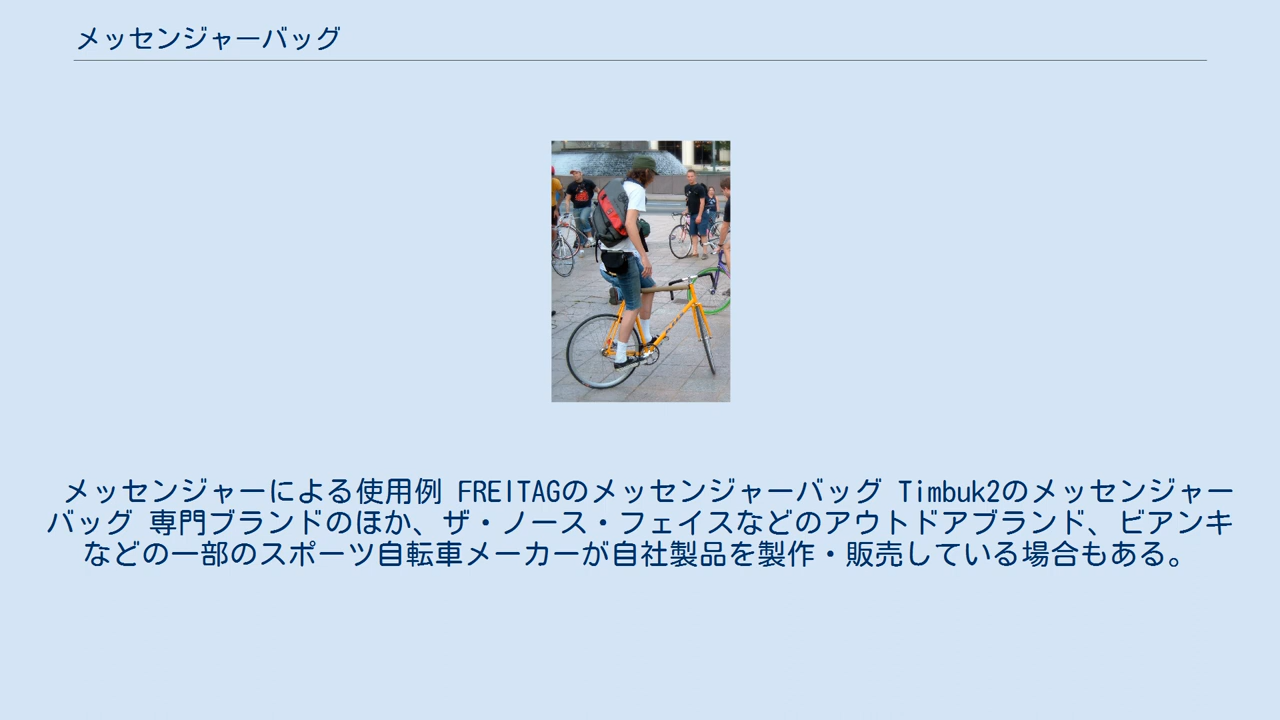 メッセンジャーバッグ
メッセンジャーによる使用例 FREITAGのメッセンジャーバッグ Timbuk2のメッセンジャー
バッグ 専門ブランドのほか、ザ・ノース・フェイスなどのアウトドアブランド、ビアンキ
などの一部のスポーツ自転車メーカーが自社製品を製作・販売している場合もある。